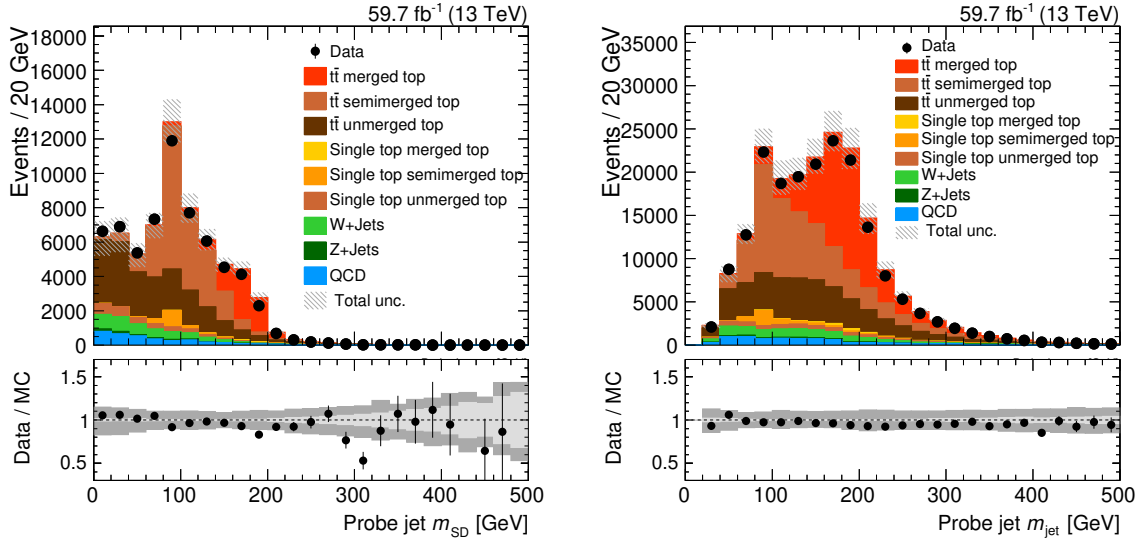 59.7 fb⁻¹ (13 TeV)
Events / 20 GeV
18000
16000
14000
12000
10000
8000
6000
4000
2000
0
Data
tt̄ merged top
tt̄ semimerged top
tt̄ unmerged top
Single top merged top
Single top semimerged top
Single top unmerged top
W+Jets
Z+Jets
QCD
Total unc.
Data / MC
1.5
1
0.5
0 100 200 300 400 500
Probe jet m_SD [GeV]
59.7 fb⁻¹ (13 TeV)
Events / 20 GeV
35000
30000
25000
20000
15000
10000
5000
0
Data
tt̄ merged top
tt̄ semimerged top
tt̄ unmerged top
Single top merged top
Single top semimerged top
Single top unmerged top
W+Jets
Z+Jets
QCD
Total unc.
Data / MC
1.5
1
0.5
0 100 200 300 400 500
Probe jet m_jet [GeV]